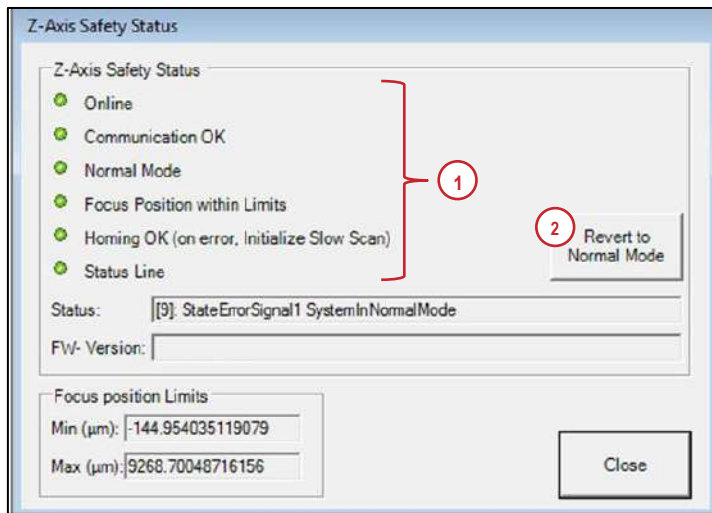 Z-Axis Safety Status
Z-Axis Safety Status
Online
Communication OK
Normal Mode
Focus Position within Limits
1
Homing OK (on error, Initialize Slow Scan)
2
Revert to
Normal Mode
Status Line
Status: [9]: StateErrorSignal1 SystemInNormalMode
FW- Version:
Focus position Limits
Min (µm): -144.954035119079
Max (µm): 9268.70048716156
Close